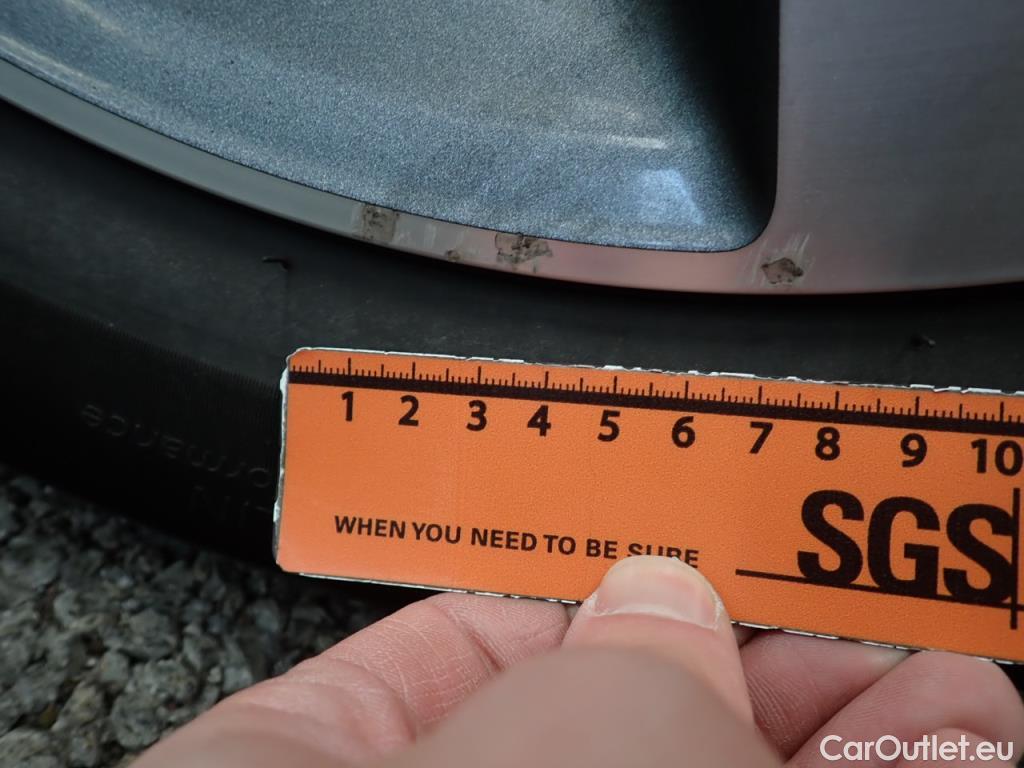 1 2 3 4 5 6 7 8 9 10
WHEN YOU NEED TO BE SURE
SGS
CarOutlet.eu